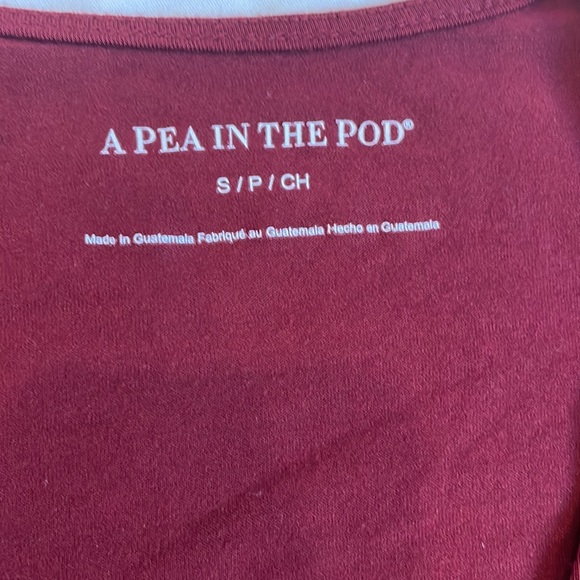 A PEA IN THE POD®
S / P / CH
Made in Guatemala Fabriqué au Guatemala Hecho en Guatemala